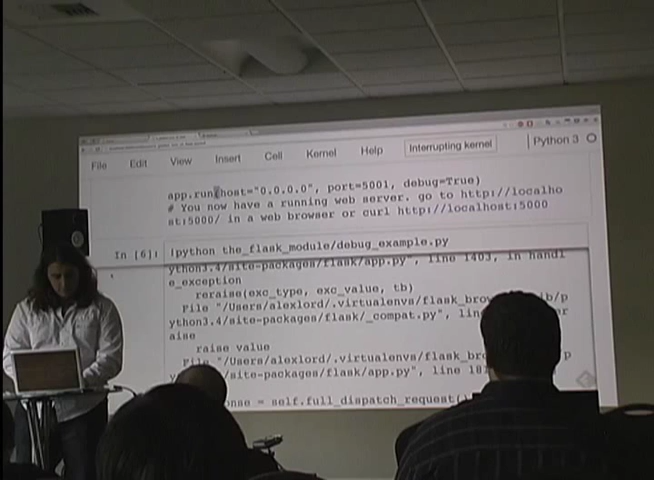 File Edit View Insert Cell Kernel Help Interrupting kernel Python 3
app.run(host="0.0.0.0", port=5001, debug=True)
# You now have a running web server. go to http://localho
st:5000/ in a web browser or curl http://localhost:5000
In [6]: !python the_flask_module/debug_example.py
ython3.4/site-packages/flask/app.py", line 1403, in handl
e_exception
reraise(exc_type, exc_value, tb)
File "/Users/alexlord/.virtualenvs/flask_bro ib/p
ython3.4/site-packages/flask/_compat.py", lin
aise
raise value
File "/Users/alexlord/.virtualenvs/flask_bro p
/site-packages/flask/app.py", line
= self.full_dispatch_request()